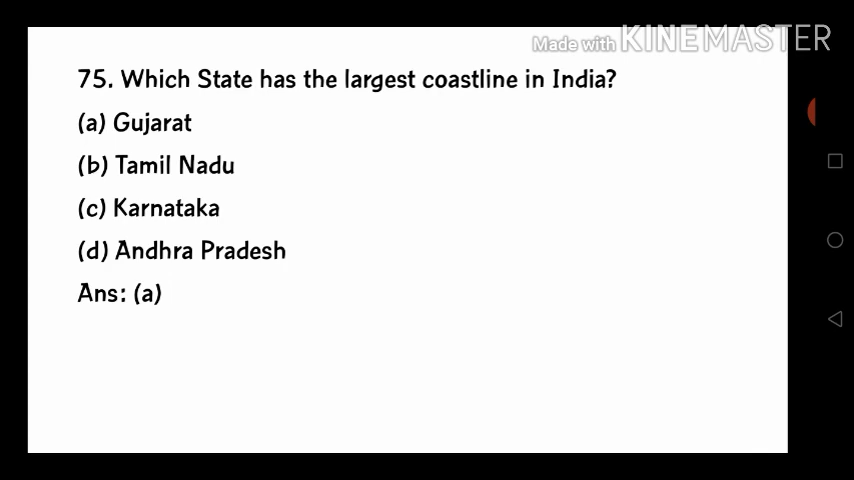 Made with KINEMASTER
75. Which State has the largest coastline in India?
(a) Gujarat
(b) Tamil Nadu
(c) Karnataka
(d) Andhra Pradesh
Ans: (a)